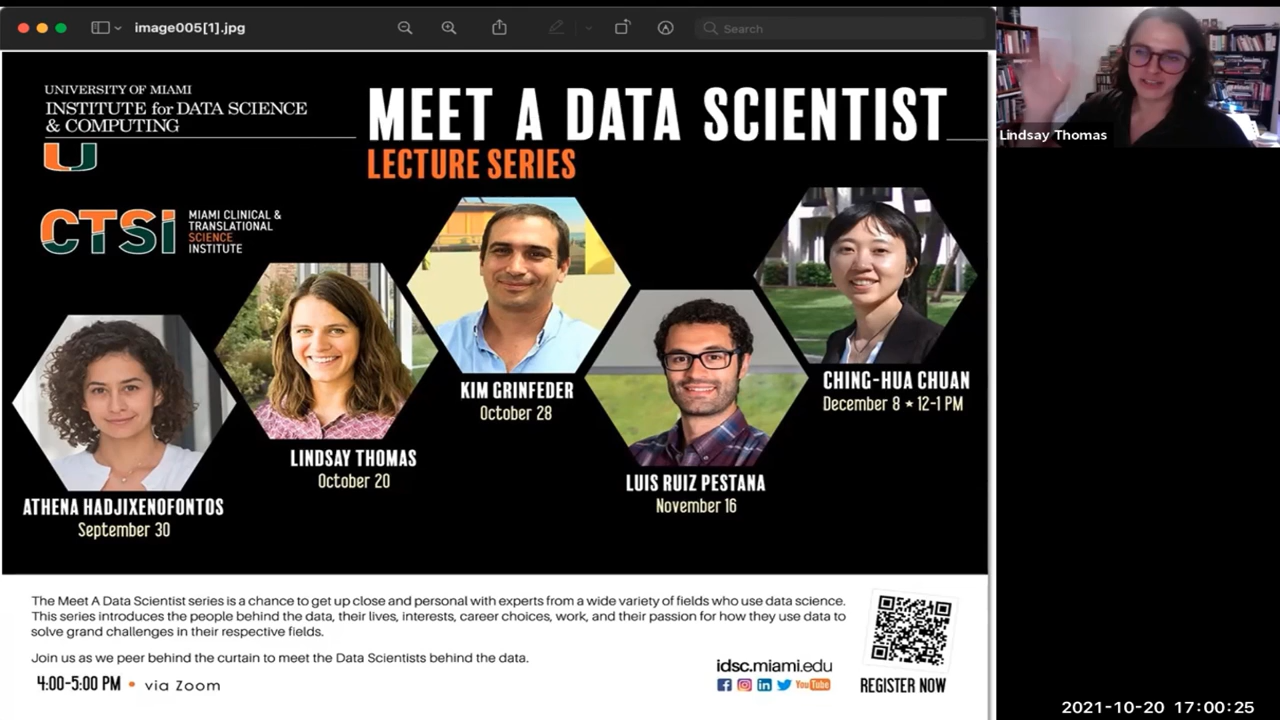 image005[1].jpg
Search
UNIVERSITY OF MIAMI
INSTITUTE for DATA SCIENCE
& COMPUTING
U
MEET A DATA SCIENTIST
LECTURE SERIES
CTSi
MIAMI CLINICAL &
TRANSLATIONAL
SCIENCE
INSTITUTE
Lindsay Thomas
ATHENA HADJIXENOFONTOS
September 30
LINDSAY THOMAS
October 20
KIM GRINFEDER
October 28
LUIS RUIZ PESTANA
November 16
CHING-HUA CHUAN
December 8 ★ 12-1 PM
The Meet A Data Scientist series is a chance to get up close and personal with experts from a wide variety of fields who use data science.
This series introduces the people behind the data, their lives, interests, career choices, work, and their passion for how they use data to
solve grand challenges in their respective fields.
Join us as we peer behind the curtain to meet the Data Scientists behind the data.
4:00-5:00 PM • via Zoom
idsc.miami.edu
YouTube
REGISTER NOW
2021-10-20 17:00:25